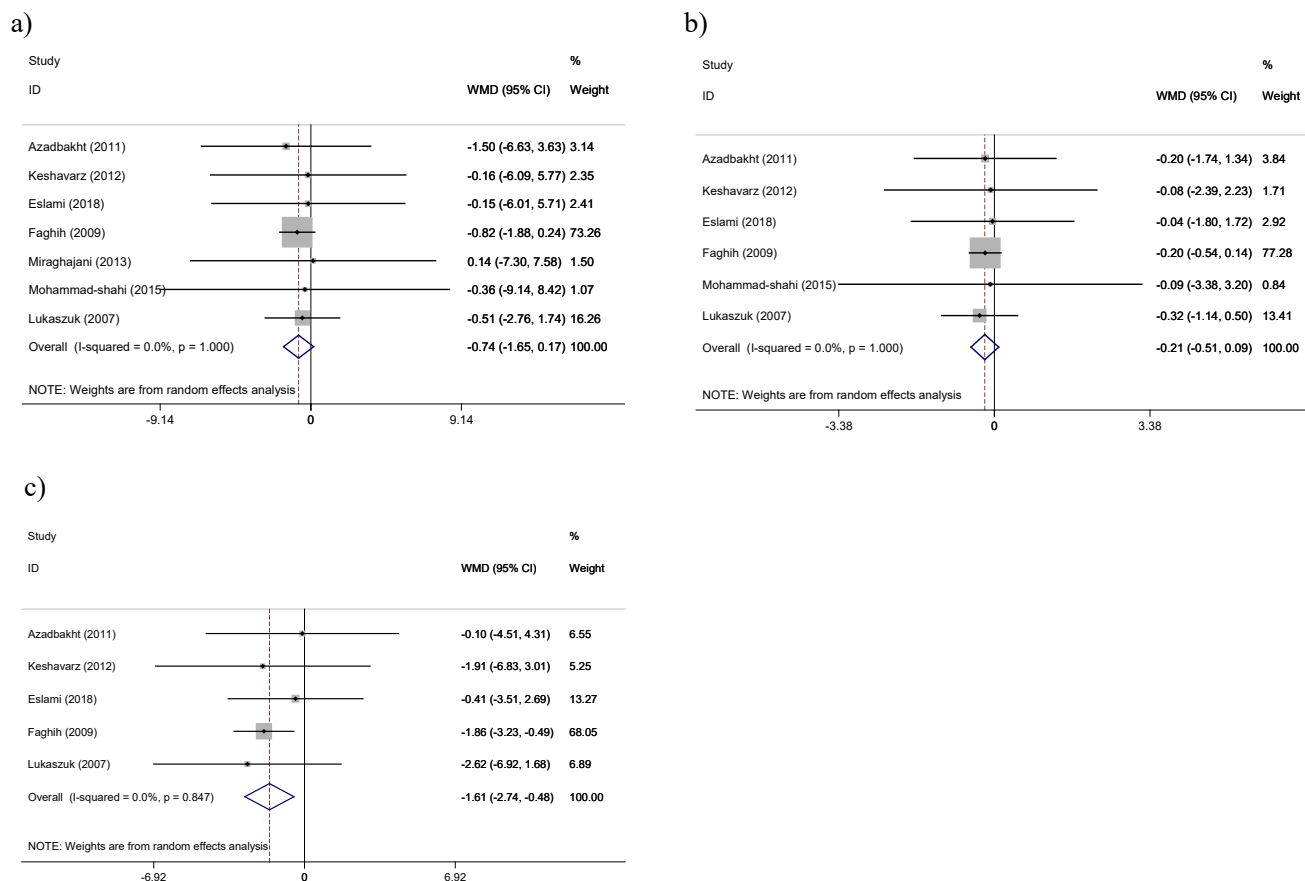 a)
Study %
ID WMD (95% CI) Weight
Azadbakht (2011) -1.50 (-6.63, 3.63) 3.14
Keshavarz (2012) -0.16 (-6.09, 5.77) 2.35
Eslami (2018) -0.15 (-6.01, 5.71) 2.41
Faghih (2009) -0.82 (-1.88, 0.24) 73.26
Miraghajani (2013) 0.14 (-7.30, 7.58) 1.50
Mohammad-shahi (2015) -0.36 (-9.14, 8.42) 1.07
Lukaszuk (2007) -0.51 (-2.76, 1.74) 16.26
Overall (I-squared = 0.0%, p = 1.000) -0.74 (-1.65, 0.17) 100.00
NOTE: Weights are from random effects analysis
-9.14 0 9.14
b)
Study %
ID WMD (95% CI) Weight
Azadbakht (2011) -0.20 (-1.74, 1.34) 3.84
Keshavarz (2012) -0.08 (-2.39, 2.23) 1.71
Eslami (2018) -0.04 (-1.80, 1.72) 2.92
Faghih (2009) -0.20 (-0.54, 0.14) 77.28
Mohammad-shahi (2015) -0.09 (-3.38, 3.20) 0.84
Lukaszuk (2007) -0.32 (-1.14, 0.50) 13.41
Overall (I-squared = 0.0%, p = 1.000) -0.21 (-0.51, 0.09) 100.00
NOTE: Weights are from random effects analysis
-3.38 0 3.38
c)
Study %
ID WMD (95% CI) Weight
Azadbakht (2011) -0.10 (-4.51, 4.31) 6.55
Keshavarz (2012) -1.91 (-6.83, 3.01) 5.25
Eslami (2018) -0.41 (-3.51, 2.69) 13.27
Faghih (2009) -1.86 (-3.23, -0.49) 68.05
Lukaszuk (2007) -2.62 (-6.92, 1.68) 6.89
Overall (I-squared = 0.0%, p = 0.847) -1.61 (-2.74, -0.48) 100.00
NOTE: Weights are from random effects analysis
-6.92 0 6.92